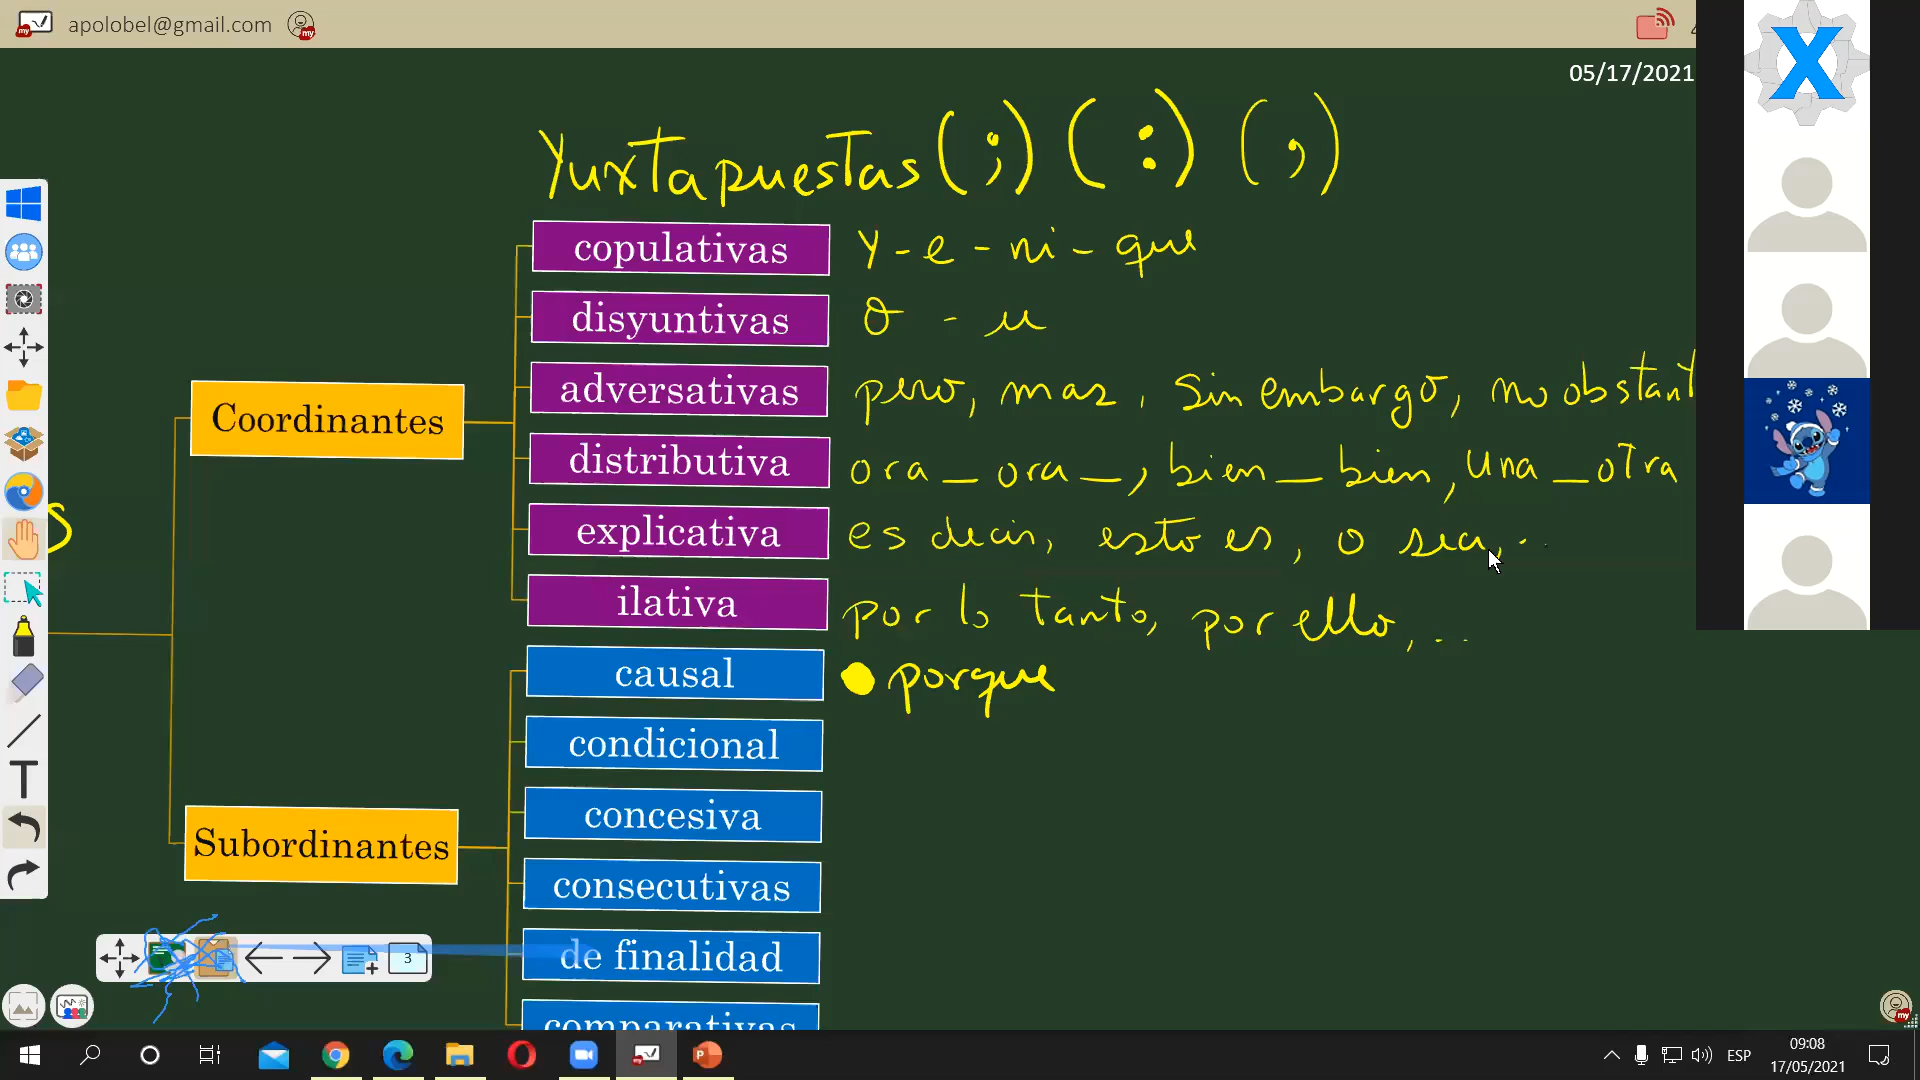 apolobel@gmail.com
05/17/2021
Yuxtapuestas (;) (:) (,)
copulativas y - e - ni - que
disyuntivas o - u
adversativas pero, mas, sin embargo, no obstant
Coordinantes
distributiva ora _ ora _, bien _ bien, una _ otra
s
explicativa es decir, esto es, o sea, ..
ilativa por lo tanto, por ello, ...
causal porque
condicional
concesiva
Subordinantes
consecutivas
de finalidad
3
comparativas
ESP
09:08
17/05/2021